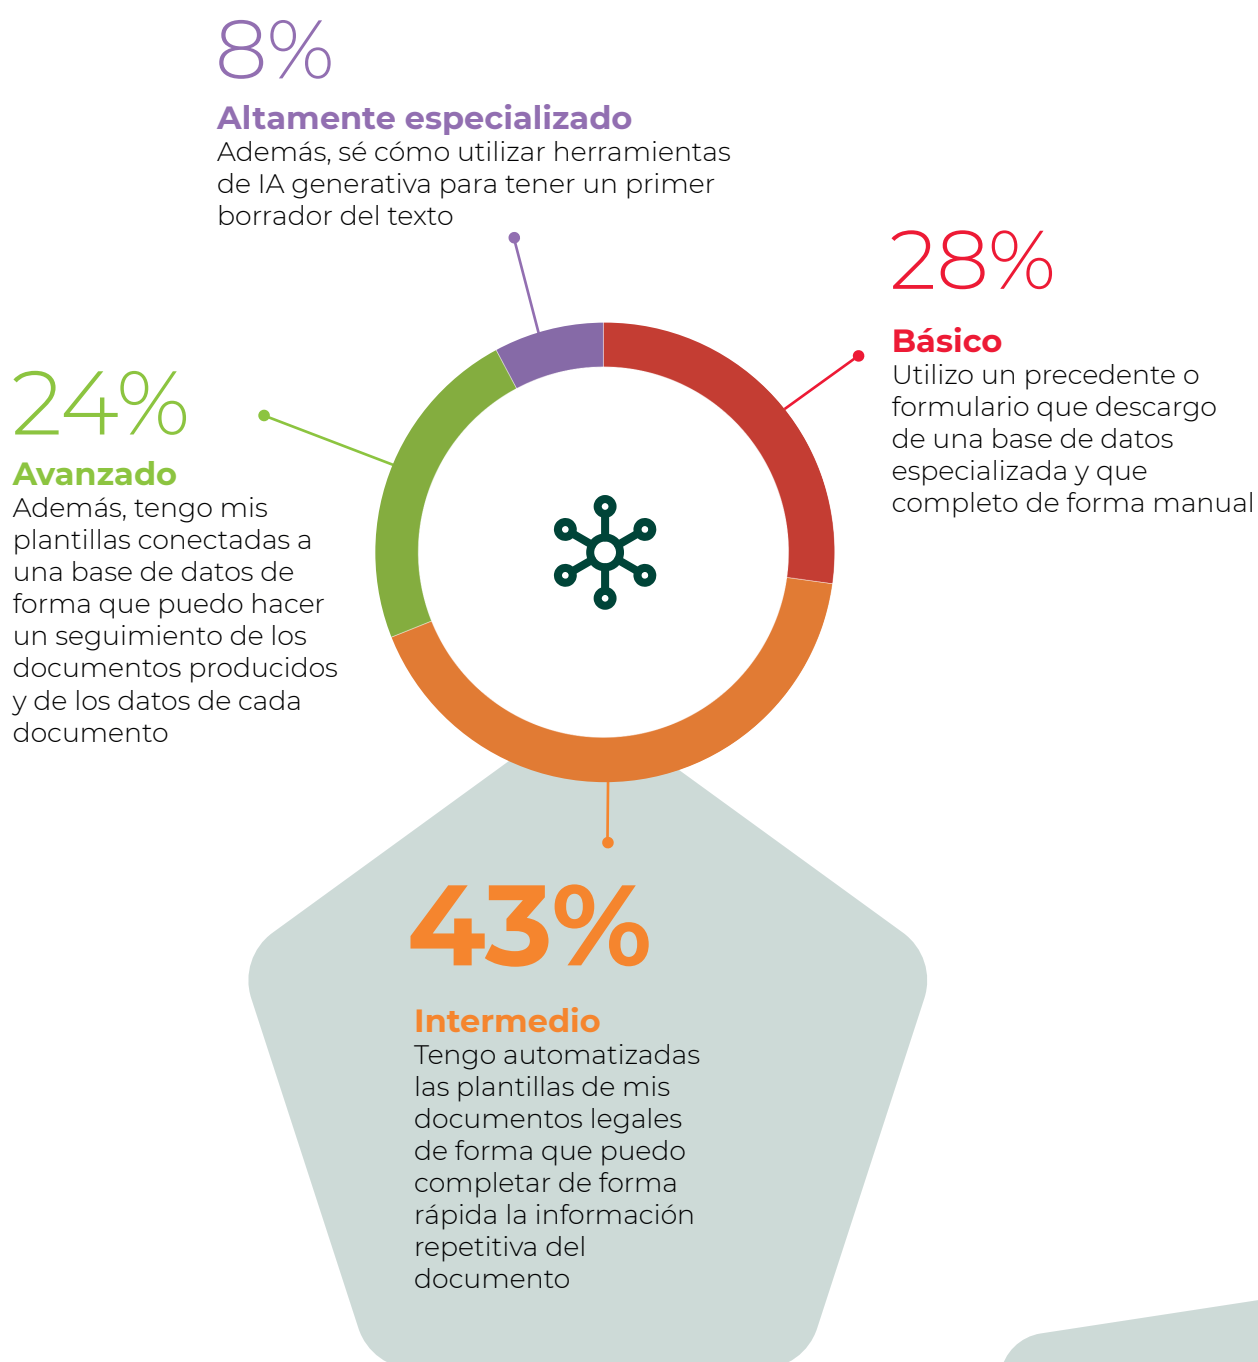 8%
Altamente especializado
Además, sé cómo utilizar herramientas
de IA generativa para tener un primer
borrador del texto
28%
Básico
Utilizo un precedente o
formulario que descargo
de una base de datos
especializada y que
completo de forma manual
24%
Avanzado
Además, tengo mis
plantillas conectadas a
una base de datos de
forma que puedo hacer
un seguimiento de los
documentos producidos
y de los datos de cada
documento
43%
Intermedio
Tengo automatizadas
las plantillas de mis
documentos legales
de forma que puedo
completar de forma
rápida la información
repetitiva del
documento